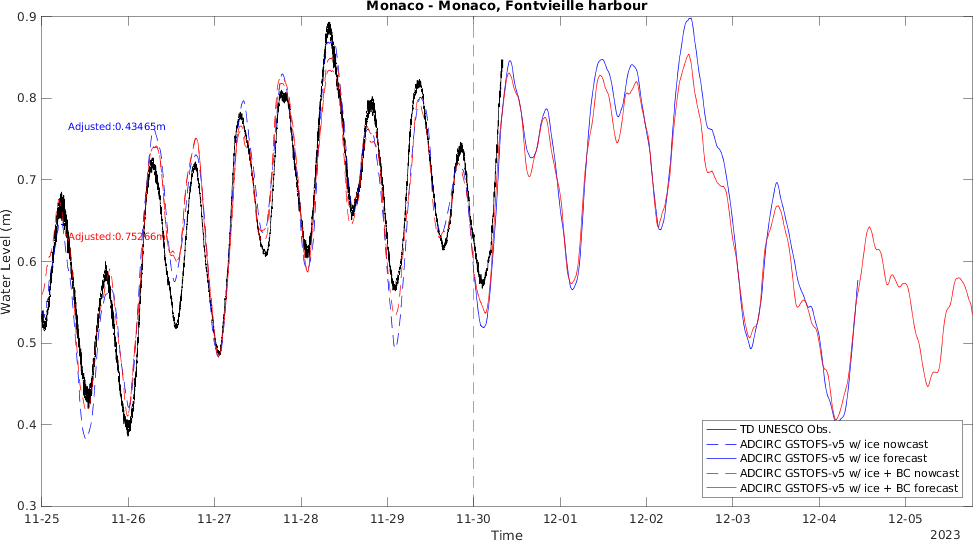 Monaco - Monaco, Fontvieille harbour
0.9
0.8
0.7
0.6
0.5
0.4
0.3
Water Level (m)
Adjusted:0.43465m
Adjusted:0.75266m
TD UNESCO Obs.
ADCIRC GSTOFS-v5 w/ ice nowcast
ADCIRC GSTOFS-v5 w/ ice forecast
ADCIRC GSTOFS-v5 w/ ice + BC nowcast
ADCIRC GSTOFS-v5 w/ ice + BC forecast
11-25 11-26 11-27 11-28 11-29 11-30 12-01 12-02 12-03 12-04 12-05
Time
2023